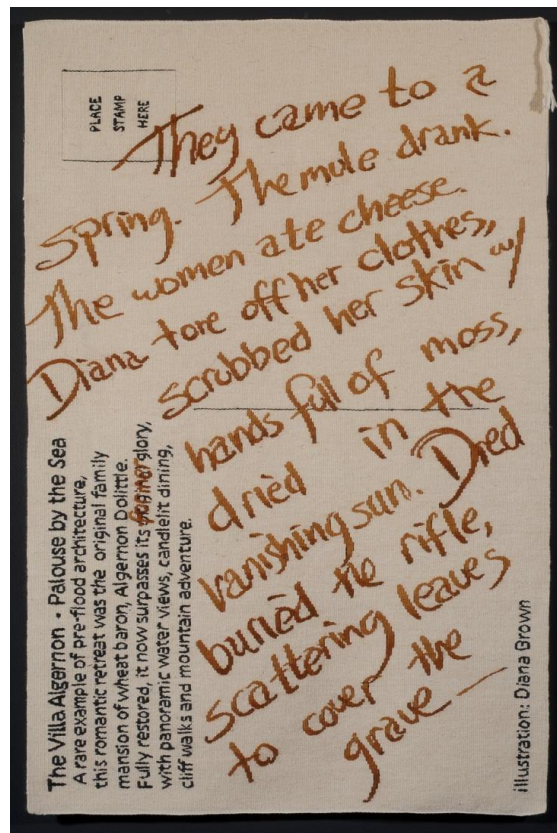 PLACE
STAMP
HERE
They came to a
spring. The mule drank.
The women ate cheese.
Diana tore off her clothes,
scrubbed her skin w/
hands full of moss,
dried in the
vanishing sun. Dred
buried the rifle,
scattering leaves
to cover the
grave —
The Villa Algernon • Palouse by the Sea
A rare example of pre-flood architecture,
this romantic retreat was the original family
mansion of wheat baron, Algernon Dolittle.
Fully restored, it now surpasses its former glory,
with panoramic water views, candlelit dining,
cliff walks and mountain adventure.
illustration: Diana Brown